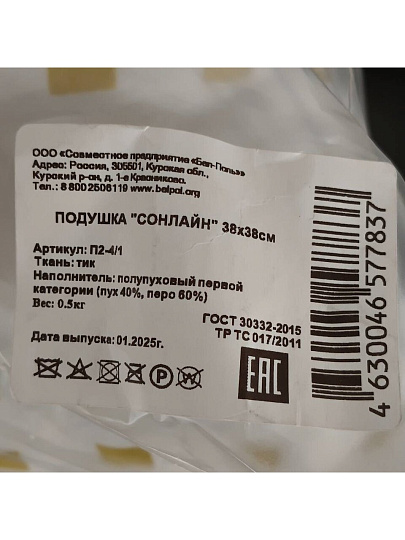 ООО «Совместное предприятие «Бел-Поль»
Адрес: Россия, 305501, Курская обл.,
Курский р-он, д. 1-е Красниково.
Тел.: 8 8002506119 www.belpol.org
ПОДУШКА "СОНЛАЙН" 38х38см
Артикул: П2-4/1
Ткань: тик
Наполнитель: полупуховый первой
категории (пух 40%, перо 60%)
Вес: 0.5кг
ГОСТ 30332-2015
ТР ТС 017/2011
Дата выпуска: 01.2025г.
P W
EAC
4 630046 577837